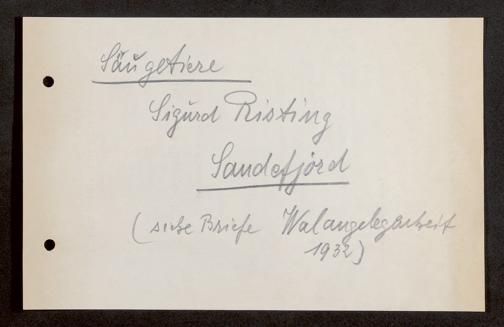 Säugetiere
Sigurd Risting
Sandefjord
(siehe Briefe Walangelegenheit
1932)